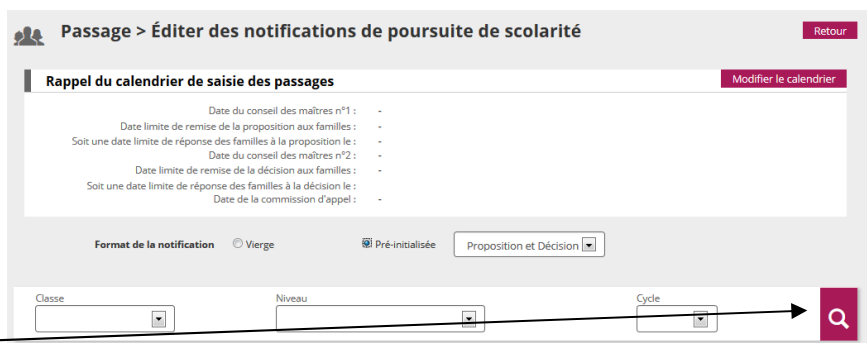 Passage > Éditer des notifications de poursuite de scolarité
Retour
Rappel du calendrier de saisie des passages
Modifier le calendrier
Date du conseil des maîtres n°1 : -
Date limite de remise de la proposition aux familles : -
Soit une date limite de réponse des familles à la proposition le : -
Date du conseil des maîtres n°2 : -
Date limite de remise de la décision aux familles : -
Soit une date limite de réponse des familles à la décision le :
Date de la commission d'appel : -
Format de la notification Vierge Pré-initialisée Proposition et Décision
Classe Niveau Cycle